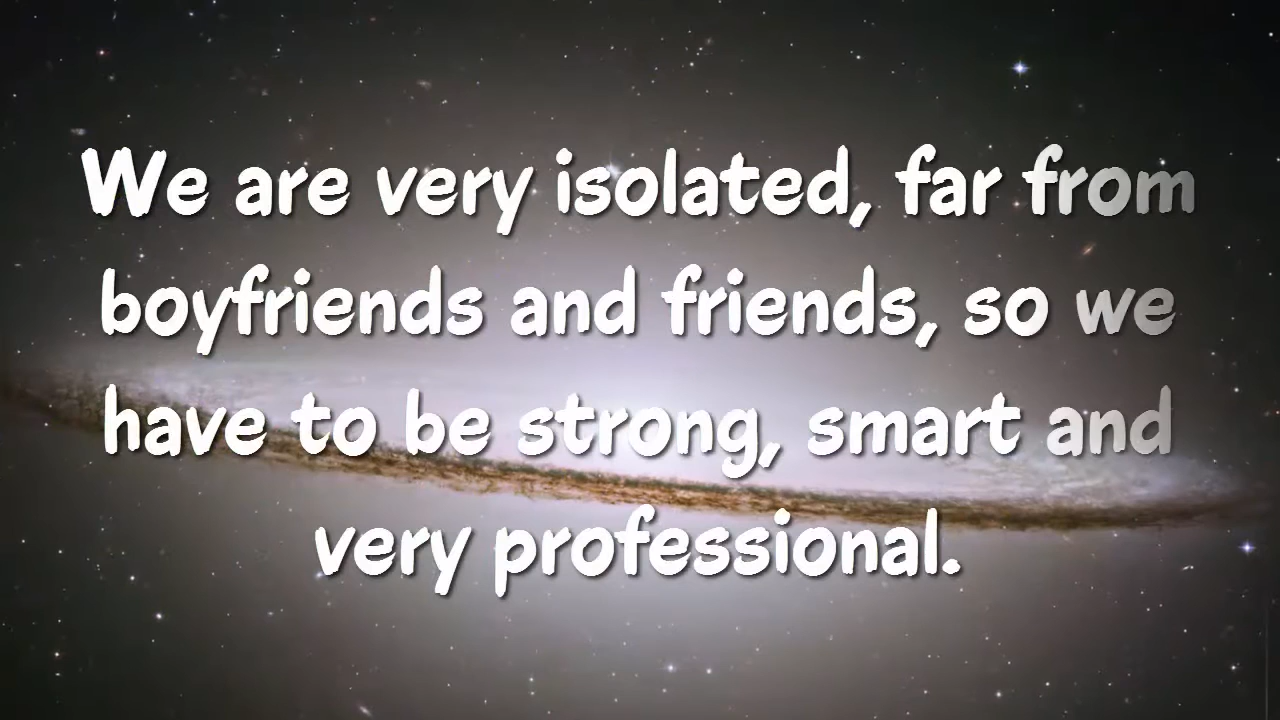 We are very isolated, far from
boyfriends and friends, so we
have to be strong, smart and
very professional.